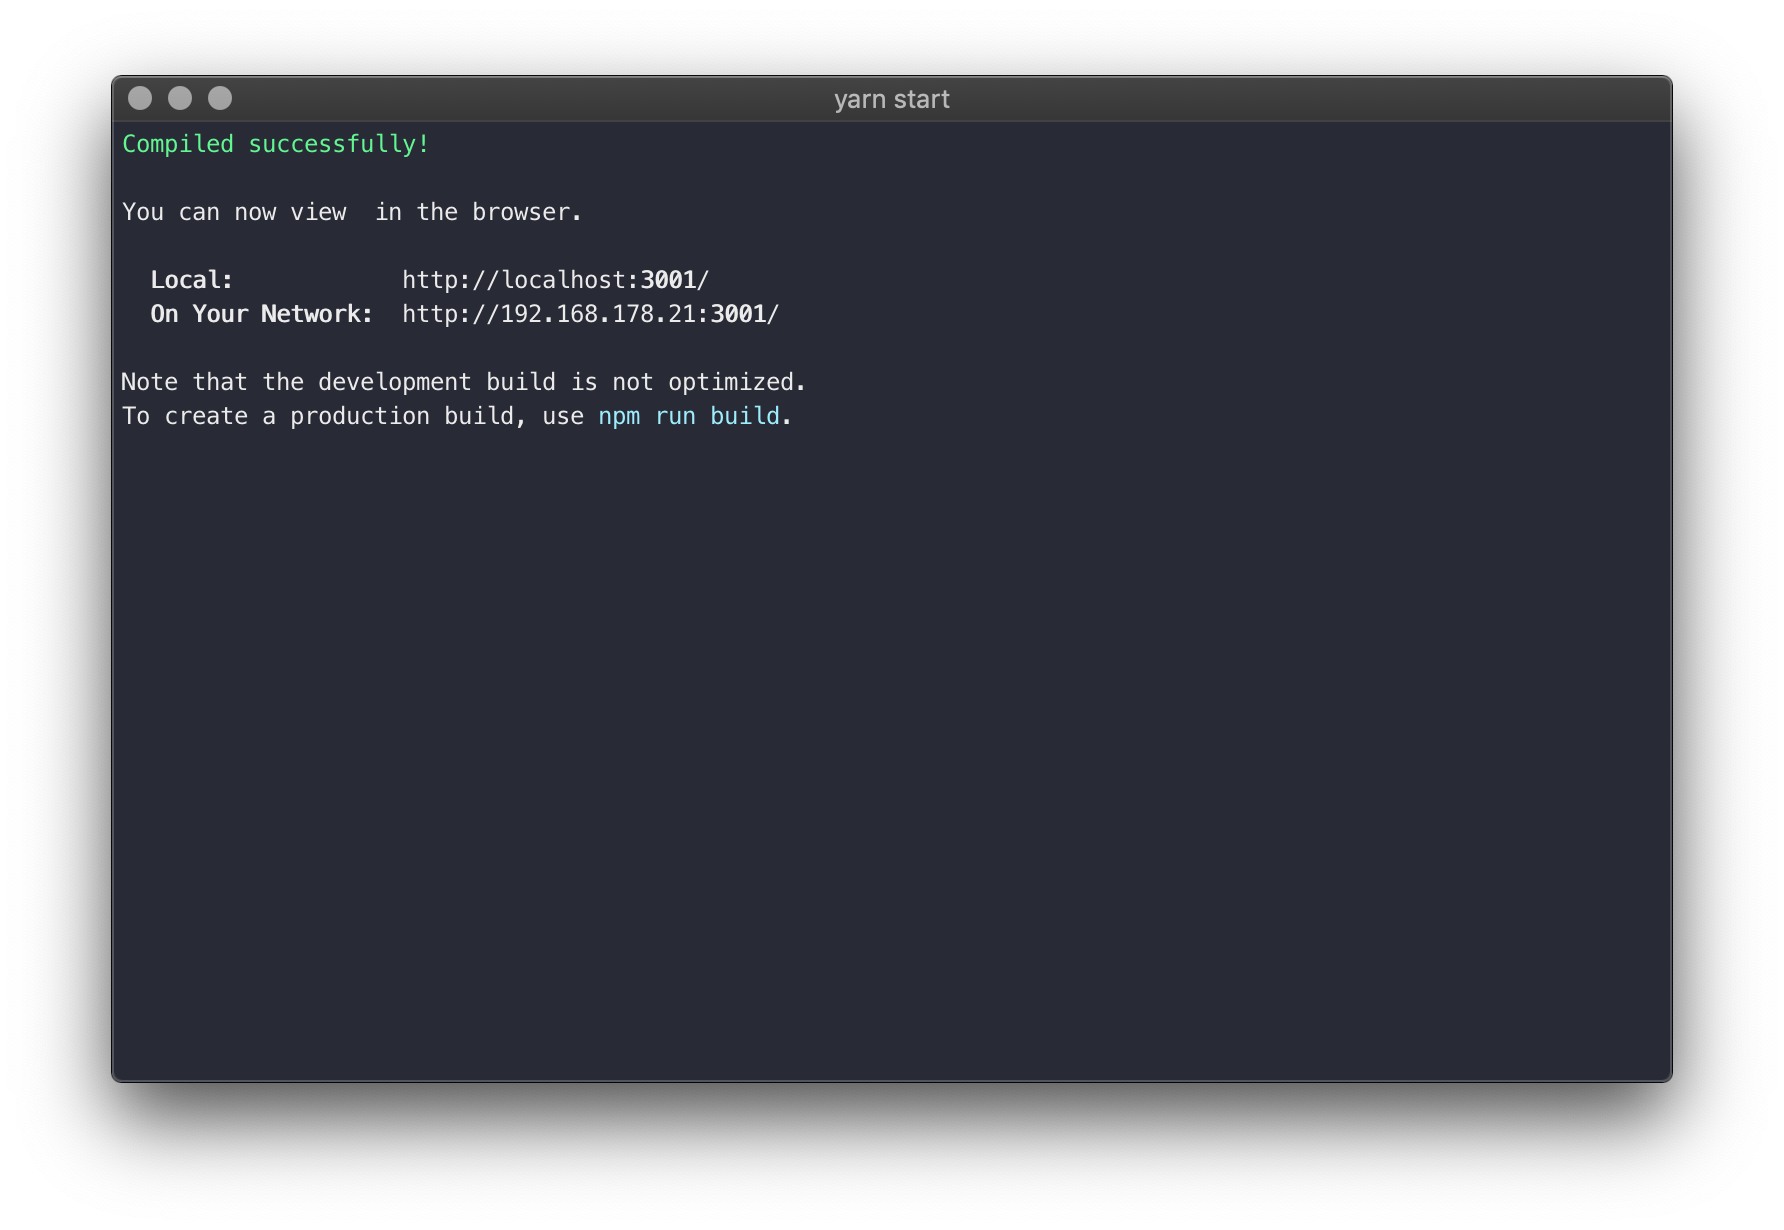 yarn start
Compiled successfully!
You can now view  in the browser.
Local:            http://localhost:3001/
On Your Network:  http://192.168.178.21:3001/
Note that the development build is not optimized.
To create a production build, use npm run build.